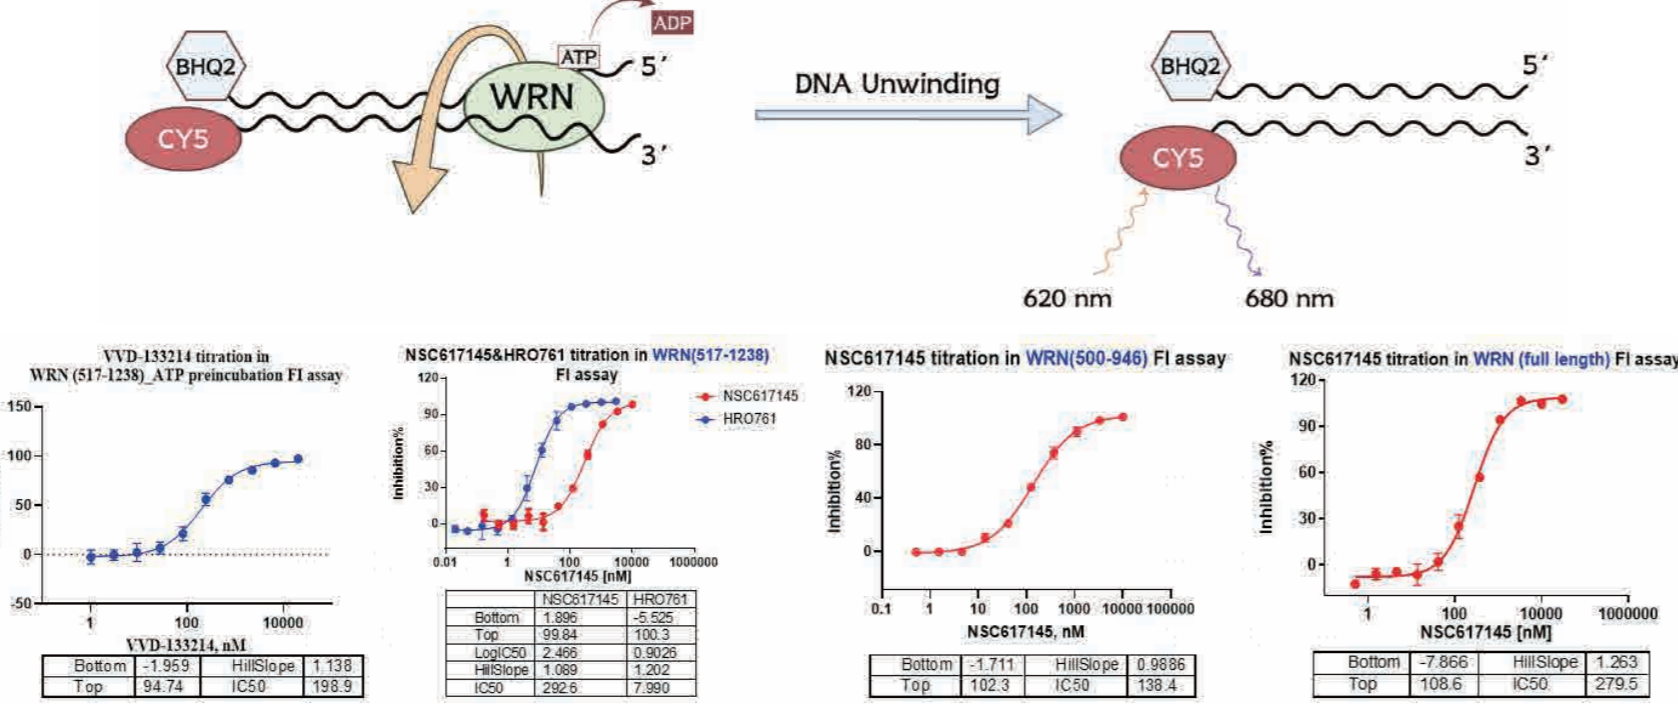 ADP
ATP
5'
BHQ2
WRN
CY5
3'
DNA Unwinding
BHQ2
5'
CY5
3'
620 nm
680 nm
VVD-133214 titration in
WRN (517-1238)_ATP preincubation FI assay
150
100
50
0
-50
1
100
10000
VVD-133214, nM
Bottom -1.959 HillSlope 1.138
Top 94.74 IC50 198.9
NSC617145&HRO761 titration in WRN(517-1238)
FI assay
120
90
60
30
0
Inhibition%
0.01
1
100
10000
1000000
NSC617145 [nM]
NSC617145
HRO761
NSC617145 HRO761
Bottom 1.896 -5.525
Top 99.84 100.3
LogIC50 2.466 0.9026
HillSlope 1.089 1.202
IC50 292.6 7.990
NSC617145 titration in WRN(500-946) FI assay
120
80
40
0
Inhibition%
0.1
1
10
100
1000
10000
100000
NSC617145, nM
Bottom -1.711 HillSlope 0.9886
Top 102.3 IC50 138.4
NSC617145 titration in WRN (full length) FI assay
120
90
60
30
0
Inhibition%
1
100
10000
1000000
NSC617145 [nM]
Bottom -7.866 HillSlope 1.263
Top 108.6 IC50 279.5